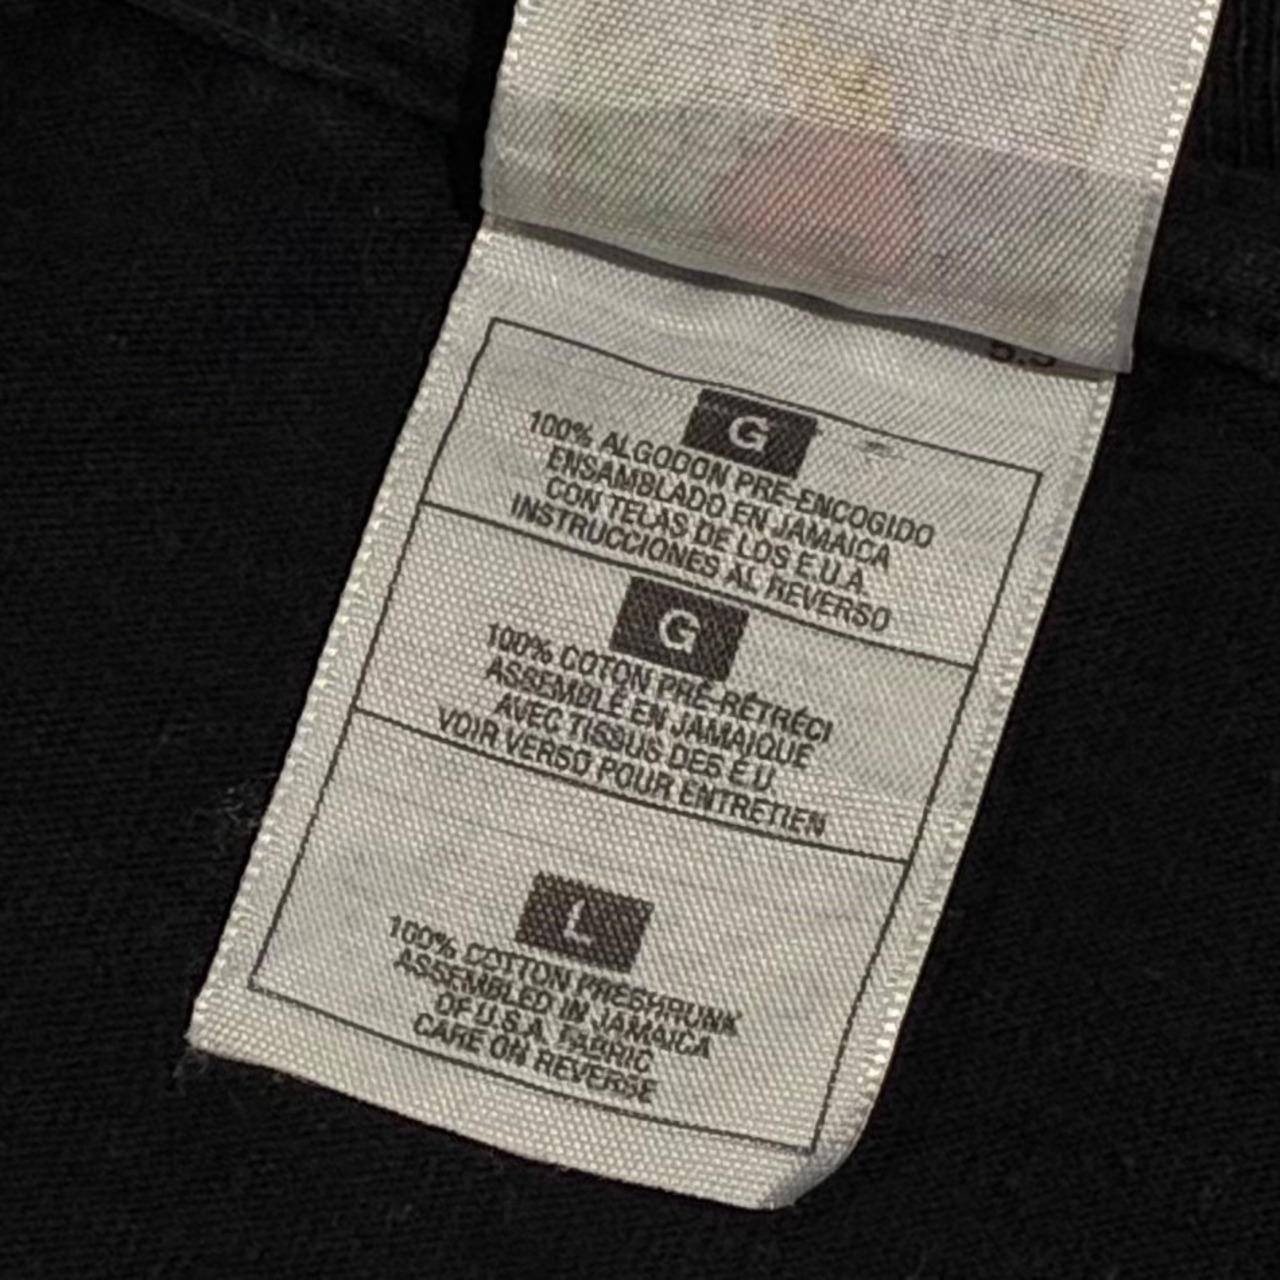 G
100% ALGODON PRE-ENCOGIDO
ENSAMBLADO EN JAMAICA
CON TELAS DE LOS E.U.A.
INSTRUCCIONES AL REVERSO
G
100% COTON PRÉ-RÉTRÉCI
ASSEMBLÉ EN JAMAIQUE
AVEC TISSUS DES E.U.
VOIR VERSO POUR ENTRETIEN
L
100% COTTON PRESHRUNK
ASSEMBLED IN JAMAICA
OF U.S.A. FABRIC
CARE ON REVERSE